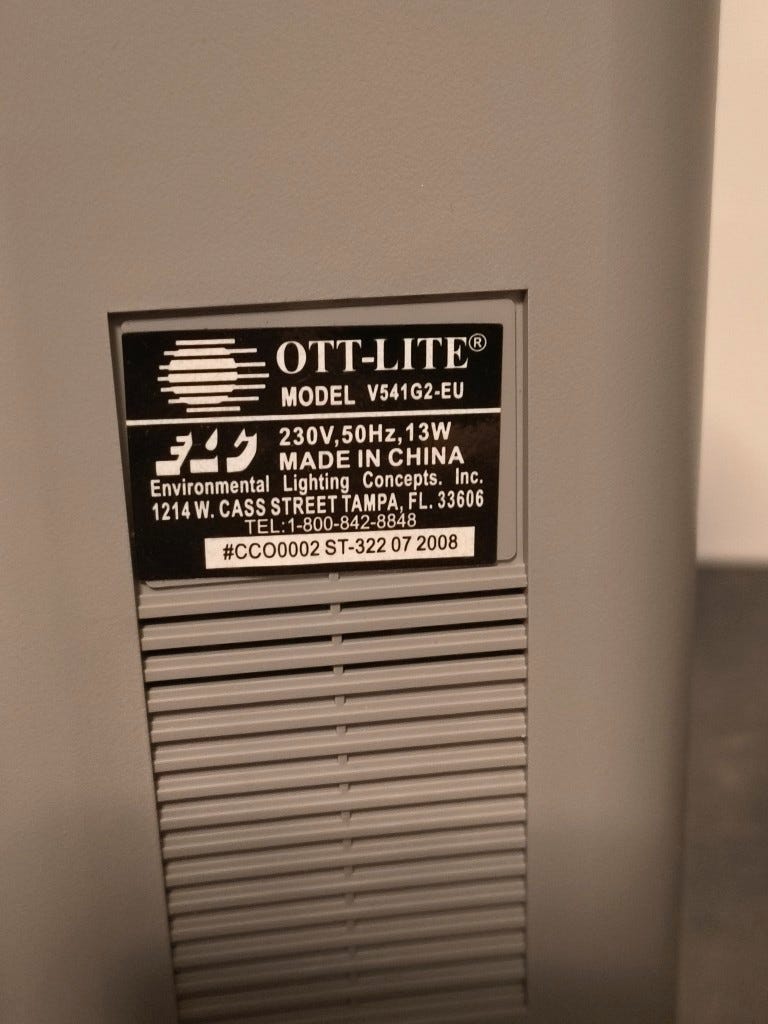 OTT-LITE®
MODEL V541G2-EU
230V,50Hz,13W
MADE IN CHINA
Environmental Lighting Concepts. Inc.
1214 W. CASS STREET TAMPA, FL. 33606
TEL:1-800-842-8848
#CCO0002 ST-322 07 2008